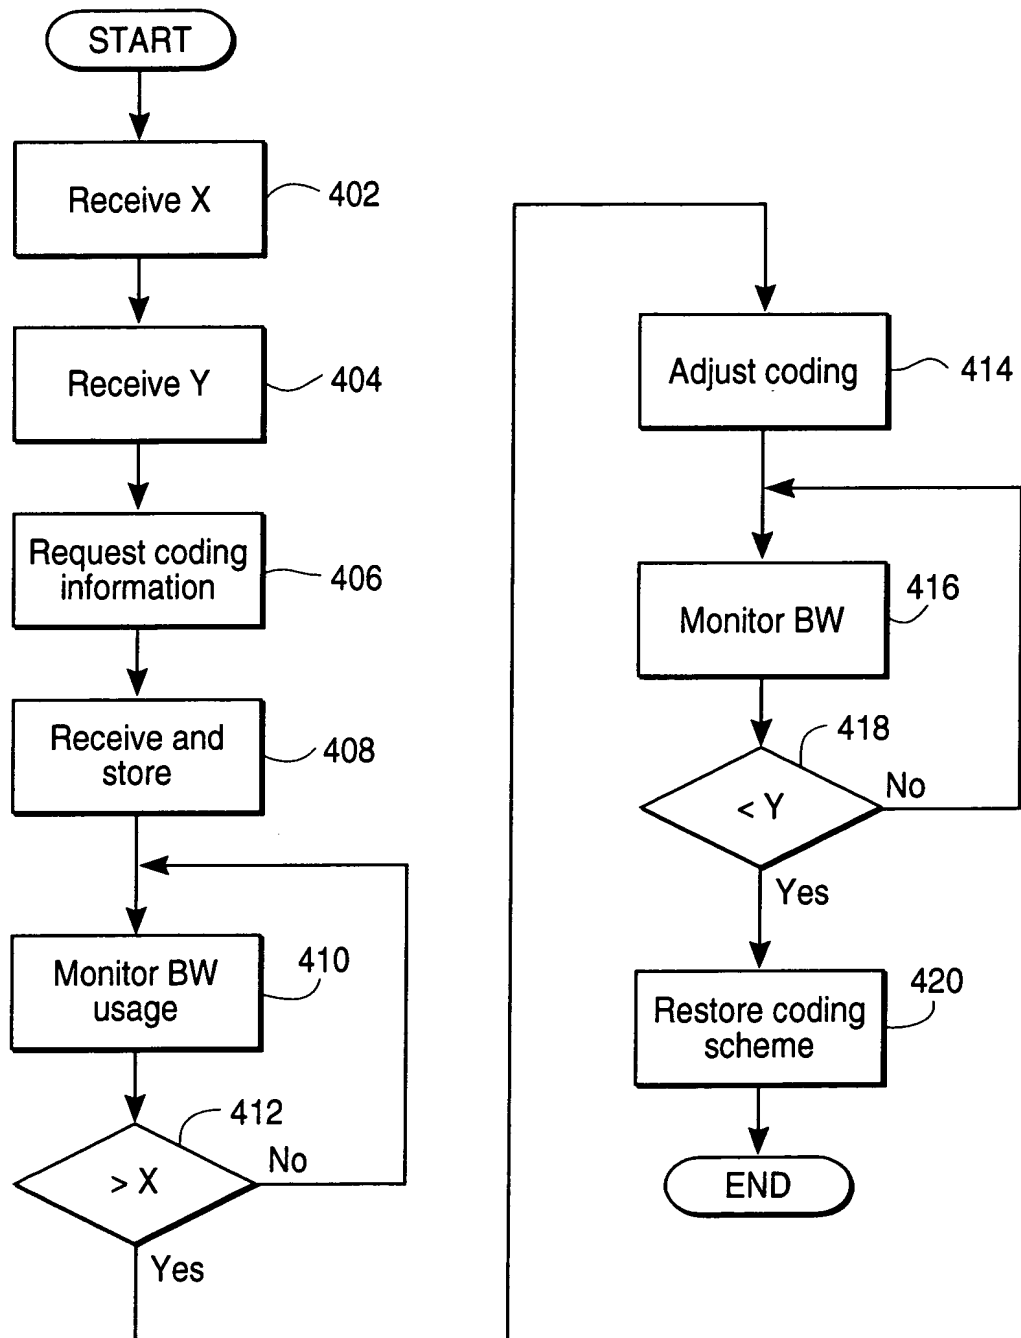 START
Receive X
402
Receive Y
404
Request coding
information
406
Receive and
store
408
Monitor BW
usage
410
> X
412
No
Yes
Adjust coding
414
Monitor BW
416
< Y
418
No
Yes
Restore coding
scheme
420
END